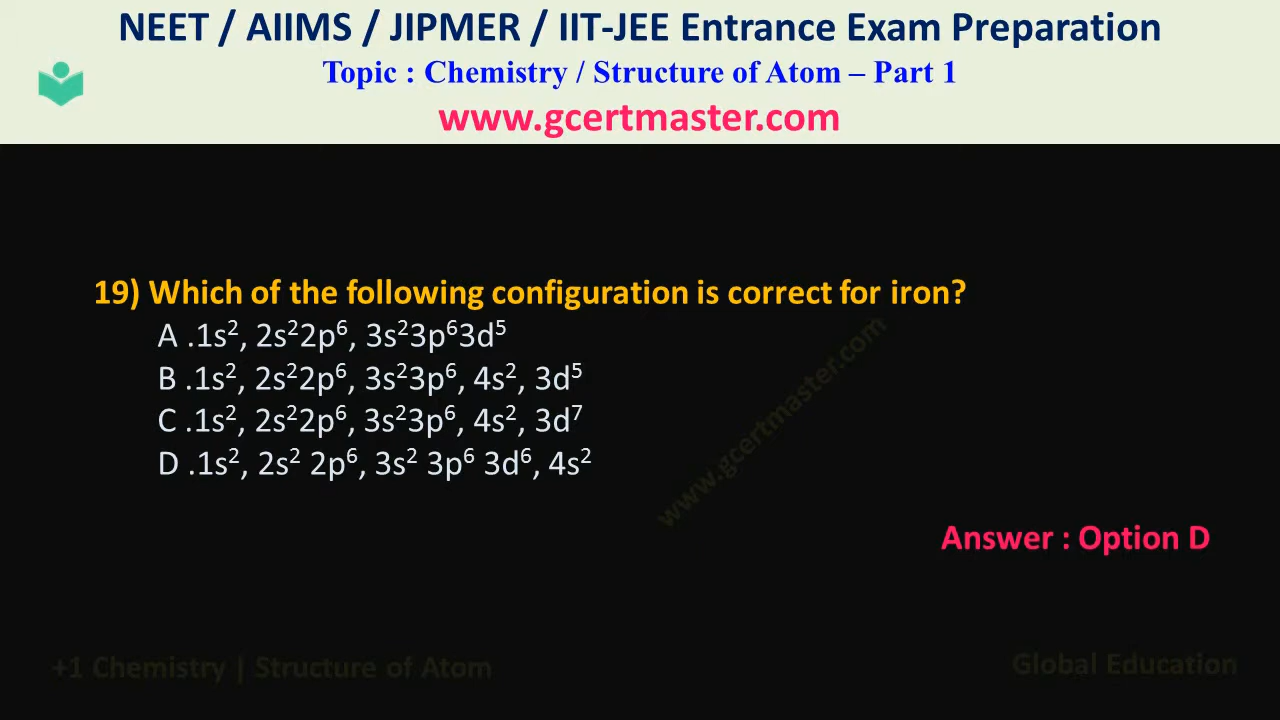 NEET / AIIMS / JIPMER / IIT-JEE Entrance Exam Preparation
Topic : Chemistry / Structure of Atom – Part 1
www.gcertmaster.com
19) Which of the following configuration is correct for iron?
A .1s², 2s²2p⁶, 3s²3p⁶3d⁵
B .1s², 2s²2p⁶, 3s²3p⁶, 4s², 3d⁵
C .1s², 2s²2p⁶, 3s²3p⁶, 4s², 3d⁷
D .1s², 2s² 2p⁶, 3s² 3p⁶ 3d⁶, 4s²
www.gcertmaster.com
Answer : Option D
+1 Chemistry | Structure of Atom
Global Education